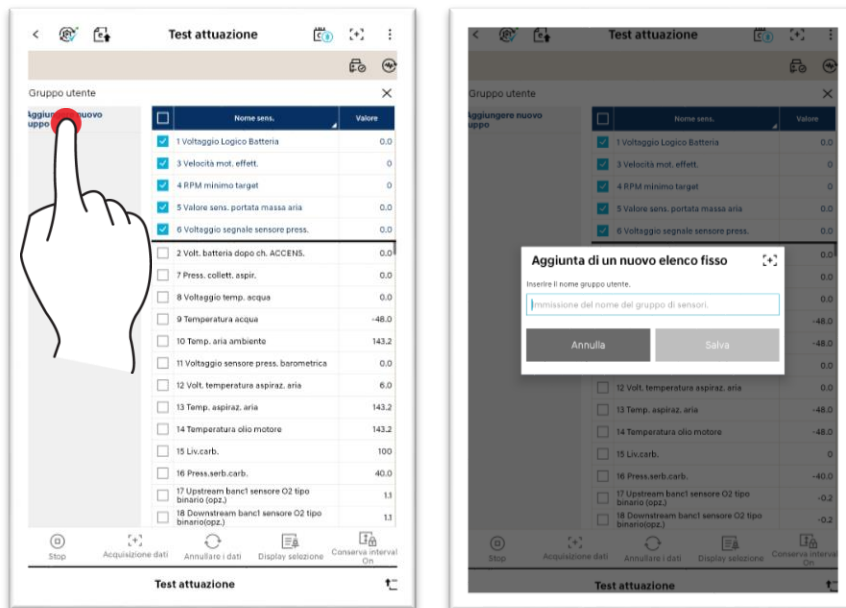 Test attuazione
Gruppo utente
Aggiungere nuovo
gruppo
Nome sens. Valore
1 Voltaggio Logico Batteria 0.0
3 Velocità mot. effett. 0
4 RPM minimo target 0
5 Valore sens. portata massa aria 0.0
6 Voltaggio segnale sensore press. 0.0
2 Volt. batteria dopo ch. ACCENS. 0.0
7 Press. collett. aspir. 0.0
8 Voltaggio temp. acqua 0.0
9 Temperatura acqua -48.0
10 Temp. aria ambiente 143.2
11 Voltaggio sensore press. barometrica 0.0
12 Volt. temperatura aspiraz. aria 6.0
13 Temp. aspiraz. aria 143.2
14 Temperatura olio motore 143.2
15 Liv.carb. 100
16 Press.serb.carb. 40.0
17 Upstream banc1 sensore O2 tipo
binario (opz.) 1.1
18 Downstream banc1 sensore O2 tipo
binario(opz.) 1.1
Stop Acquisizione dati Annullare i dati Display selezione Conserva interval
On
Test attuazione
Test attuazione
Gruppo utente
Aggiungere nuovo
gruppo
Nome sens. Valore
1 Voltaggio Logico Batteria 0.0
3 Velocità mot. effett. 0
4 RPM minimo target 0
5 Valore sens. portata massa aria 0.0
6 Voltaggio segnale sensore press. 0.0
0.0
Aggiunta di un nuovo elenco fisso
0.0
Inserire il nome gruppo utente.
Immissione del nome del gruppo di sensori.
0.0
-48.0
Annulla Salva
-48.0
0.0
12 Volt. temperatura aspiraz. aria 0.0
13 Temp. aspiraz. aria -48.0
14 Temperatura olio motore -48.0
15 Liv.carb. 0
16 Press.serb.carb. -40.0
17 Upstream banc1 sensore O2 tipo
binario (opz.) -0.2
18 Downstream banc1 sensore O2 tipo
binario(opz.) -0.2
Stop Acquisizione dati Annullare i dati Display selezione Conserva interval
On
Test attuazione